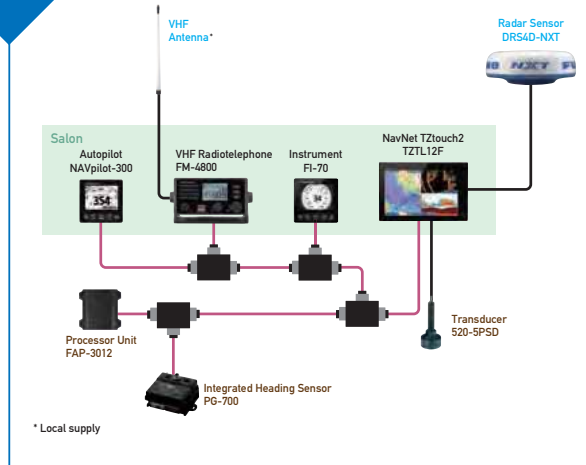 VHF
Antenna*
Radar Sensor
DRS4D-NXT
NXT
Salon
Autopilot
NAVpilot-300
VHF Radiotelephone
FM-4800
Instrument
FI-70
NavNet TZtouch2
TZTL12F
354
Processor Unit
FAP-3012
Transducer
520-5PSD
Integrated Heading Sensor
PG-700
* Local supply